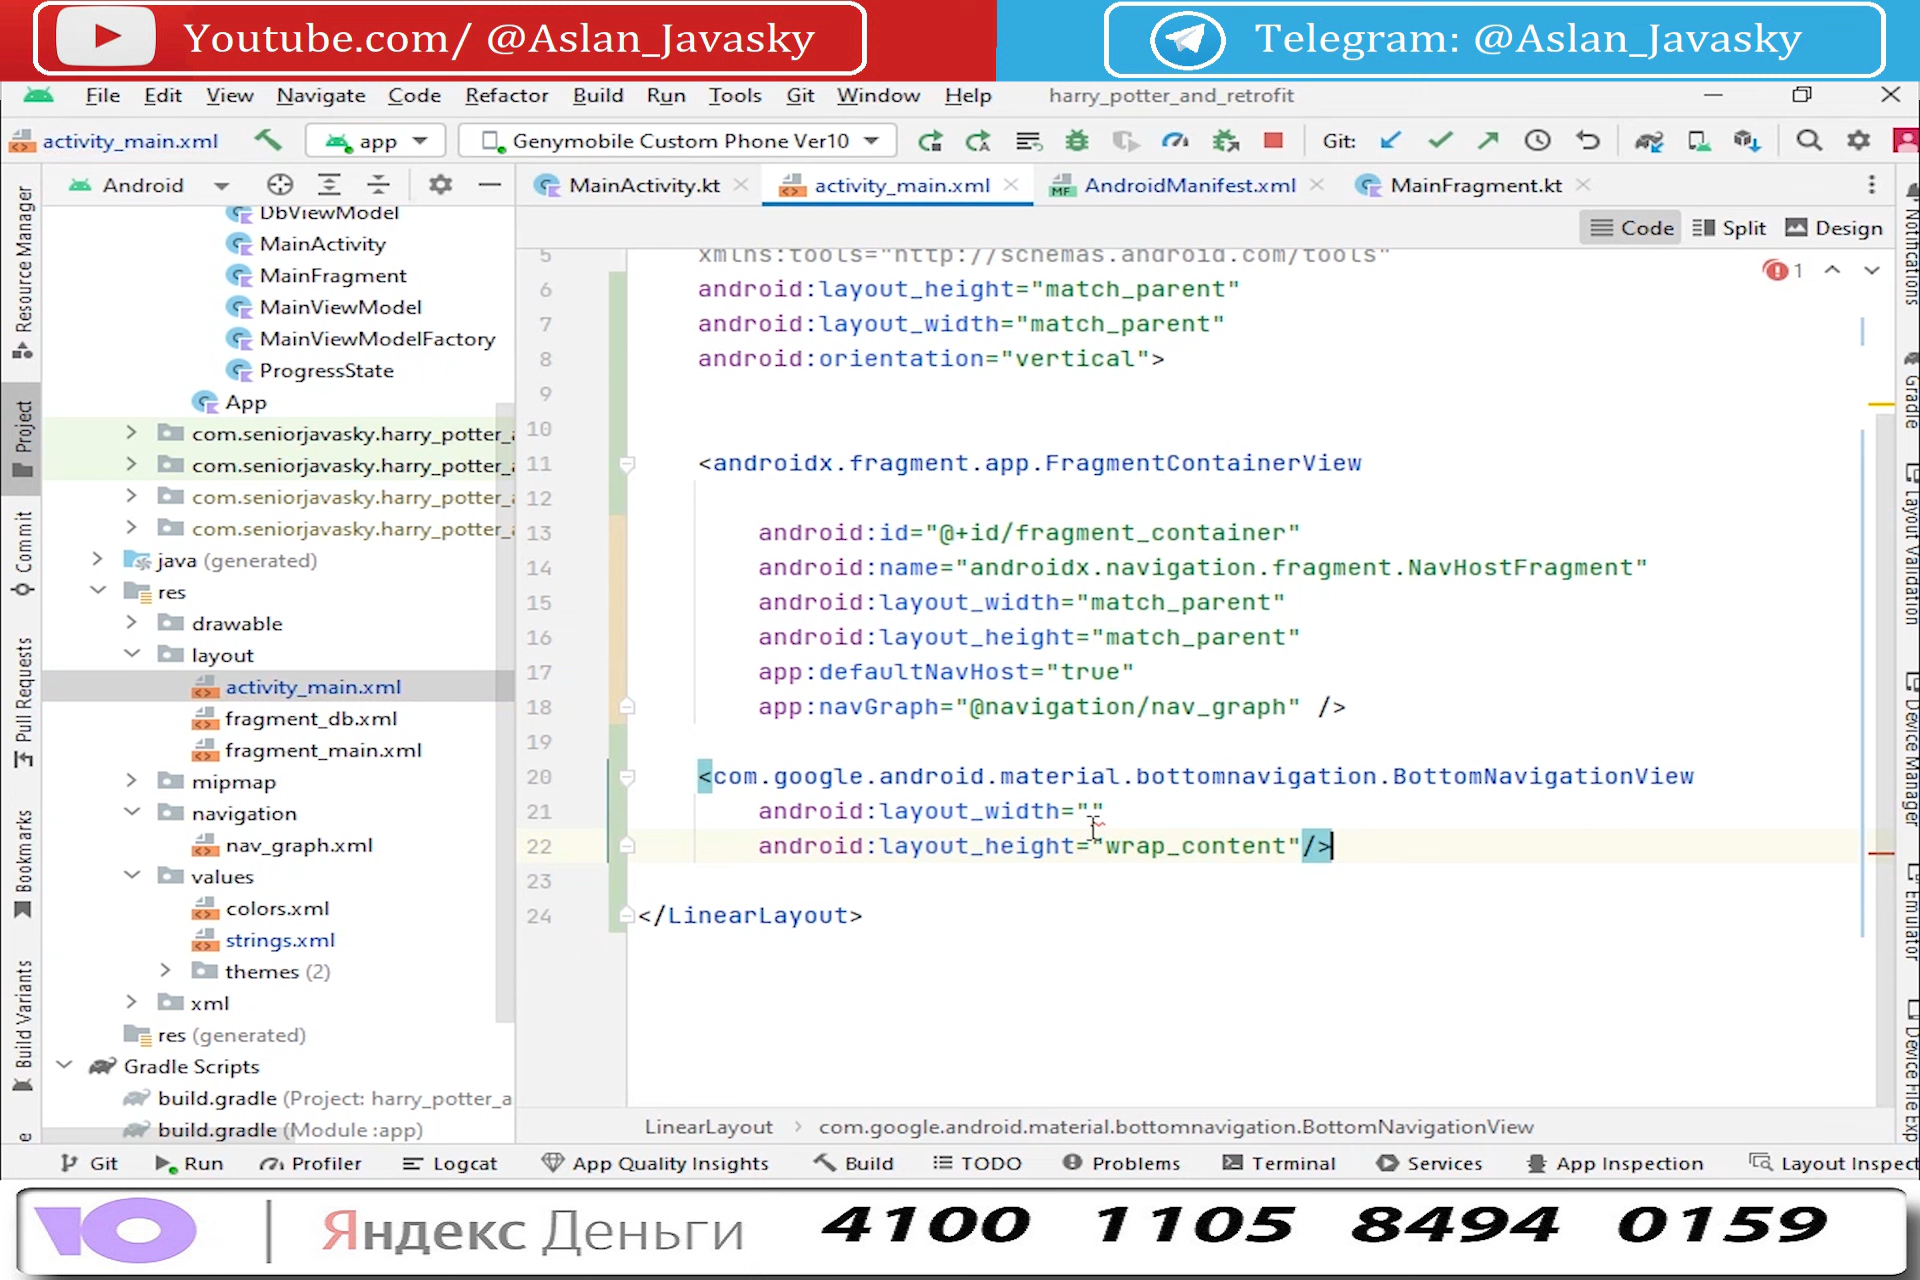 Youtube.com/ @Aslan_Javasky
Telegram: @Aslan_Javasky
File Edit View Navigate Code Refactor Build Run Tools Git Window Help harry_potter_and_retrofit
activity_main.xml app Genymobile Custom Phone Ver10 Git:
Android
MainActivity.kt activity_main.xml AndroidManifest.xml MainFragment.kt
Code Split Design
Resource Manager
Project
Commit
Pull Requests
Bookmarks
Build Variants
DbViewModel
MainActivity
MainFragment
MainViewModel
MainViewModelFactory
ProgressState
App
com.seniorjavasky.harry_potter_
com.seniorjavasky.harry_potter_
com.seniorjavasky.harry_potter_
com.seniorjavasky.harry_potter_
java (generated)
res
drawable
layout
activity_main.xml
fragment_db.xml
fragment_main.xml
mipmap
navigation
nav_graph.xml
values
colors.xml
strings.xml
themes (2)
xml
res (generated)
Gradle Scripts
build.gradle (Project: harry_potter_a
build.gradle (Module :app)
1
5 xmlns:tools="http://schemas.android.com/tools"
6 android:layout_height="match_parent"
7 android:layout_width="match_parent"
8 android:orientation="vertical">
9
10
11 <androidx.fragment.app.FragmentContainerView
12
13 android:id="@+id/fragment_container"
14 android:name="androidx.navigation.fragment.NavHostFragment"
15 android:layout_width="match_parent"
16 android:layout_height="match_parent"
17 app:defaultNavHost="true"
18 app:navGraph="@navigation/nav_graph" />
19
20 <com.google.android.material.bottomnavigation.BottomNavigationView
21 android:layout_width=""
22 android:layout_height="wrap_content"/>
23
24 </LinearLayout>
Notifications
Gradle
Layout Validation
Device Manager
Emulator
Device File Exp
LinearLayout com.google.android.material.bottomnavigation.BottomNavigationView
Git Run Profiler Logcat App Quality Insights Build TODO Problems Terminal Services App Inspection Layout Inspect
Ю Яндекс Деньги 4100 1105 8494 0159